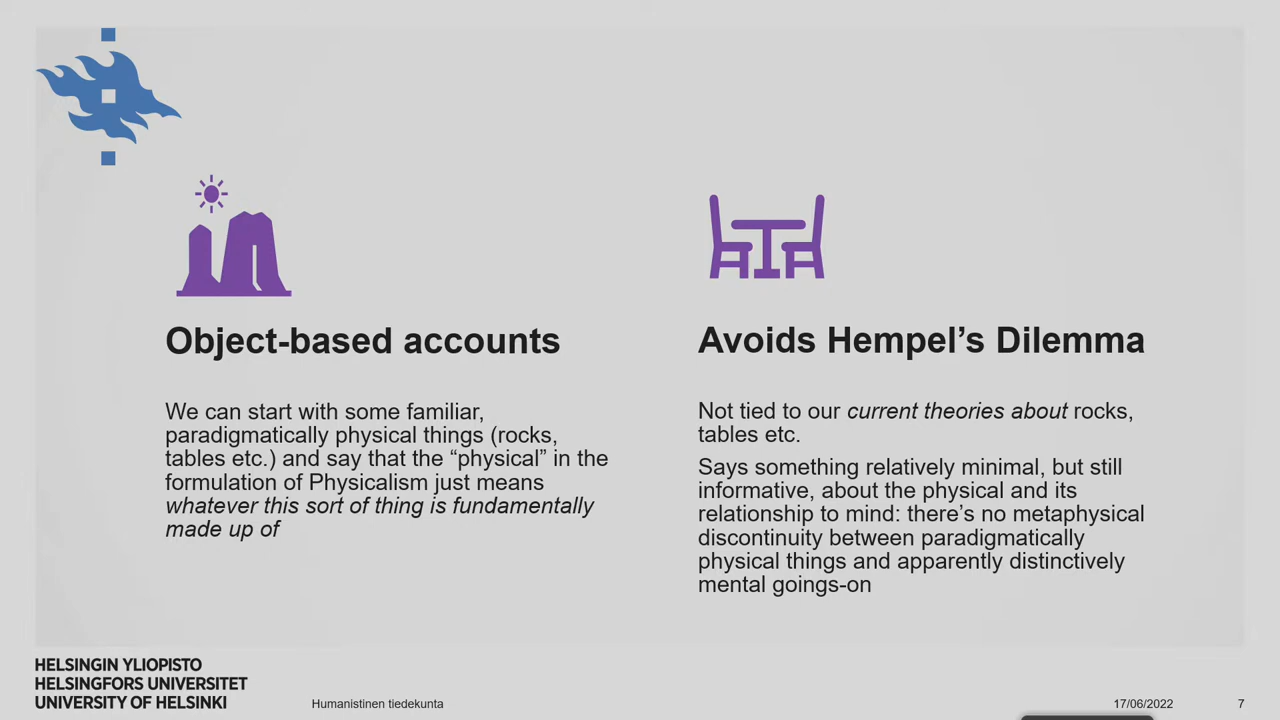 Object-based accounts
We can start with some familiar,
paradigmatically physical things (rocks,
tables etc.) and say that the “physical” in the
formulation of Physicalism just means
whatever this sort of thing is fundamentally
made up of
Avoids Hempel’s Dilemma
Not tied to our current theories about rocks,
tables etc.
Says something relatively minimal, but still
informative, about the physical and its
relationship to mind: there’s no metaphysical
discontinuity between paradigmatically
physical things and apparently distinctively
mental goings-on
HELSINGIN YLIOPISTO
HELSINGFORS UNIVERSITET
UNIVERSITY OF HELSINKI
Humanistinen tiedekunta
17/06/2022
7